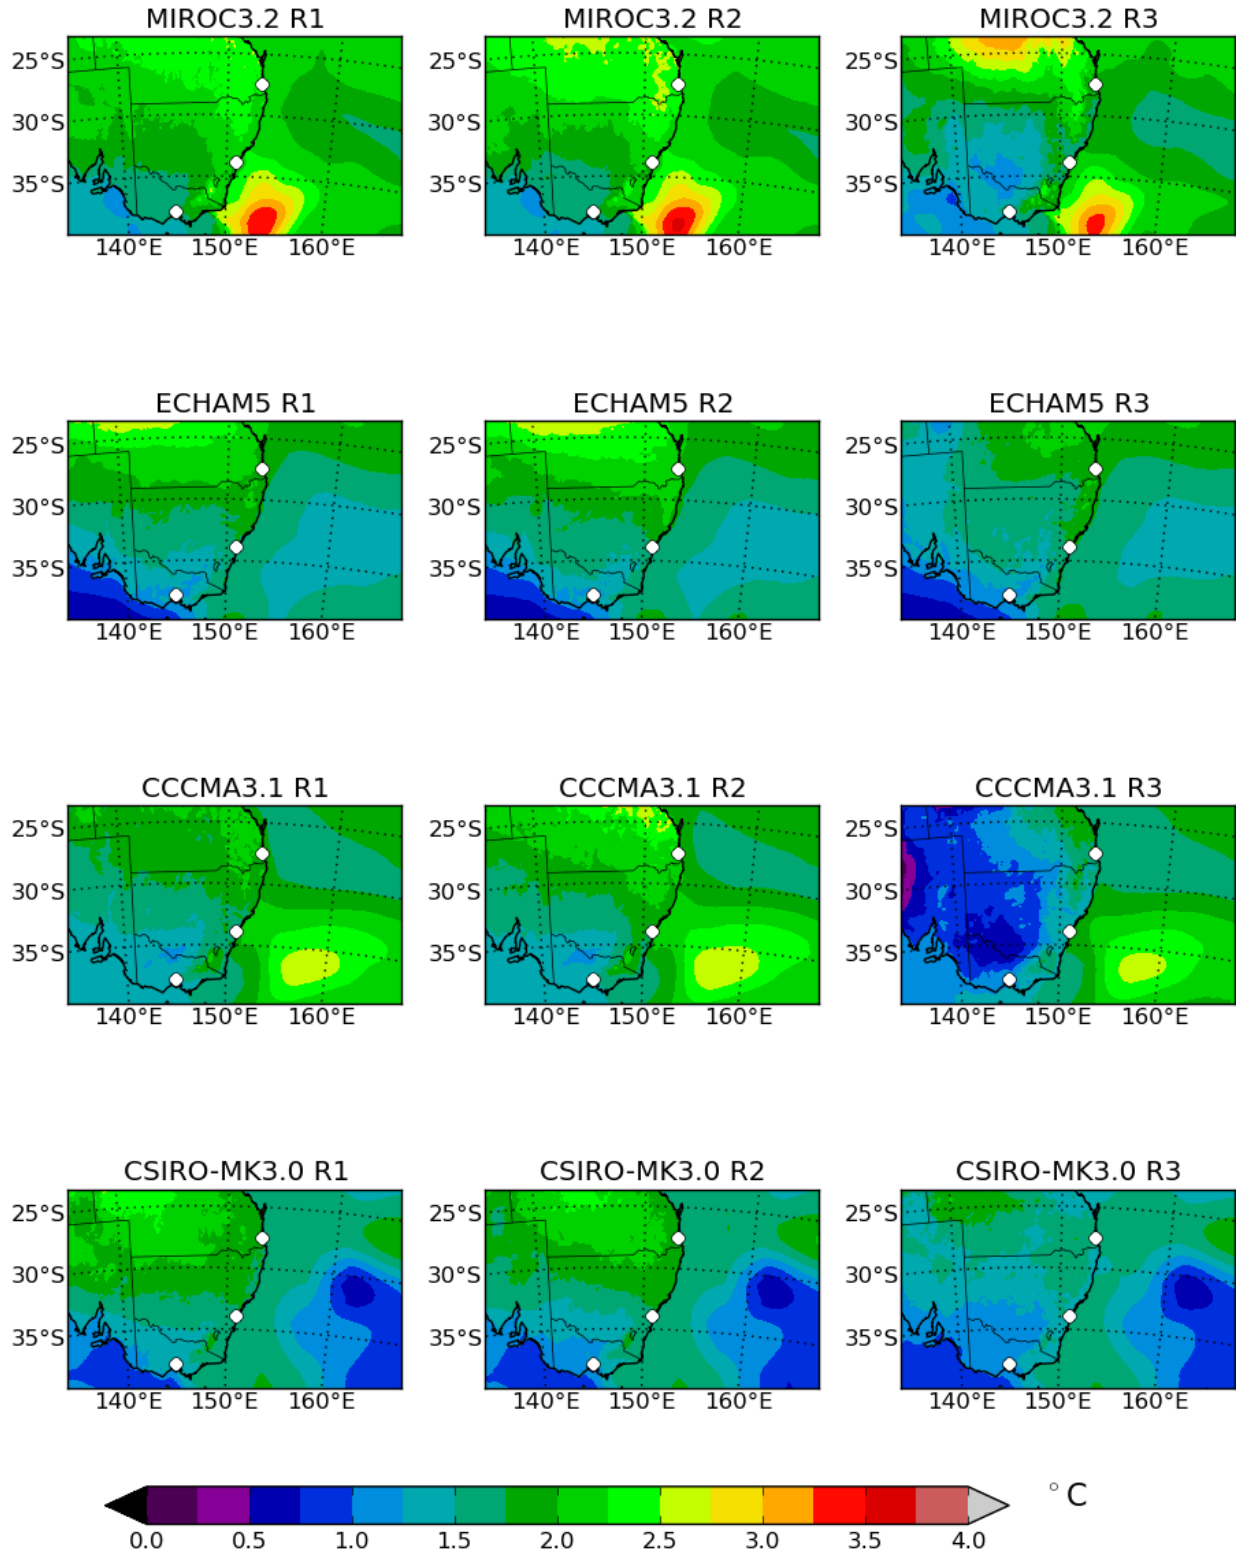 MIROC3.2 R1 MIROC3.2 R2 MIROC3.2 R3
25°S 25°S 25°S
30°S 30°S 30°S
35°S 35°S 35°S
140°E 150°E 160°E 140°E 150°E 160°E 140°E 150°E 160°E
ECHAM5 R1 ECHAM5 R2 ECHAM5 R3
25°S 25°S 25°S
30°S 30°S 30°S
35°S 35°S 35°S
140°E 150°E 160°E 140°E 150°E 160°E 140°E 150°E 160°E
CCCMA3.1 R1 CCCMA3.1 R2 CCCMA3.1 R3
25°S 25°S 25°S
30°S 30°S 30°S
35°S 35°S 35°S
140°E 150°E 160°E 140°E 150°E 160°E 140°E 150°E 160°E
CSIRO-MK3.0 R1 CSIRO-MK3.0 R2 CSIRO-MK3.0 R3
25°S 25°S 25°S
30°S 30°S 30°S
35°S 35°S 35°S
140°E 150°E 160°E 140°E 150°E 160°E 140°E 150°E 160°E
°C
0.0 0.5 1.0 1.5 2.0 2.5 3.0 3.5 4.0